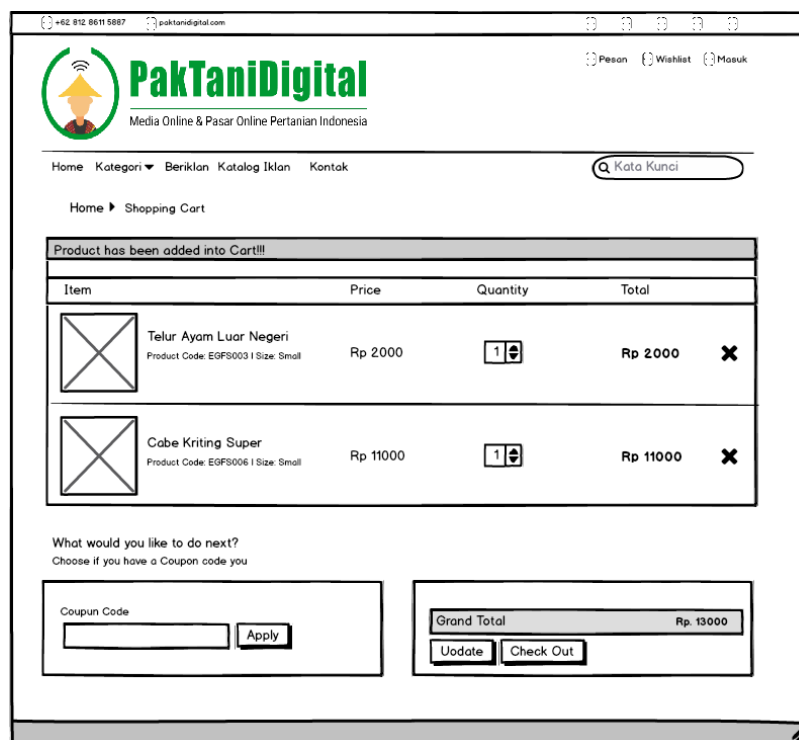 +62 812 8611 5887 paktanidigital.com
Pesan Wishlist Masuk
PakTaniDigital
Media Online & Pasar Online Pertanian Indonesia
Home Kategori Beriklan Katalog Iklan Kontak Kata Kunci
Home Shopping Cart
Product has been added into Cart!!!
Item Price Quantity Total
Telur Ayam Luar Negeri
Product Code: EGFS003 I Size: Small
Rp 2000 1 Rp 2000
Cabe Kriting Super
Product Code: EGFS006 I Size: Small
Rp 11000 1 Rp 11000
What would you like to do next?
Choose if you have a Coupon code you
Coupun Code
Apply
Grand Total Rp. 13000
Uodate Check Out